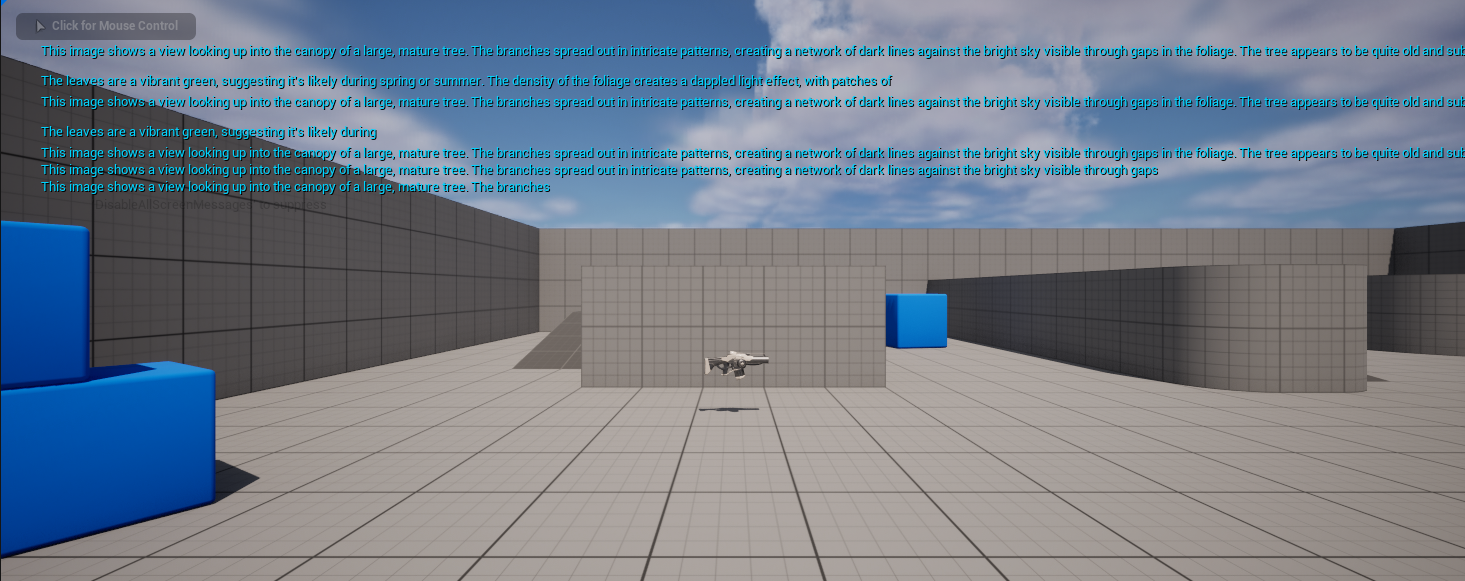 Click for Mouse Control
This image shows a view looking up into the canopy of a large, mature tree. The branches spread out in intricate patterns, creating a network of dark lines against the bright sky visible through gaps in the foliage. The tree appears to be quite old and sub
The leaves are a vibrant green, suggesting it's likely during spring or summer. The density of the foliage creates a dappled light effect, with patches of
This image shows a view looking up into the canopy of a large, mature tree. The branches spread out in intricate patterns, creating a network of dark lines against the bright sky visible through gaps in the foliage. The tree appears to be quite old and sub
The leaves are a vibrant green, suggesting it's likely during
This image shows a view looking up into the canopy of a large, mature tree. The branches spread out in intricate patterns, creating a network of dark lines against the bright sky visible through gaps in the foliage. The tree appears to be quite old and sub
This image shows a view looking up into the canopy of a large, mature tree. The branches spread out in intricate patterns, creating a network of dark lines against the bright sky visible through gaps
This image shows a view looking up into the canopy of a large, mature tree. The branches
'DisableAllScreenMessages' to suppress